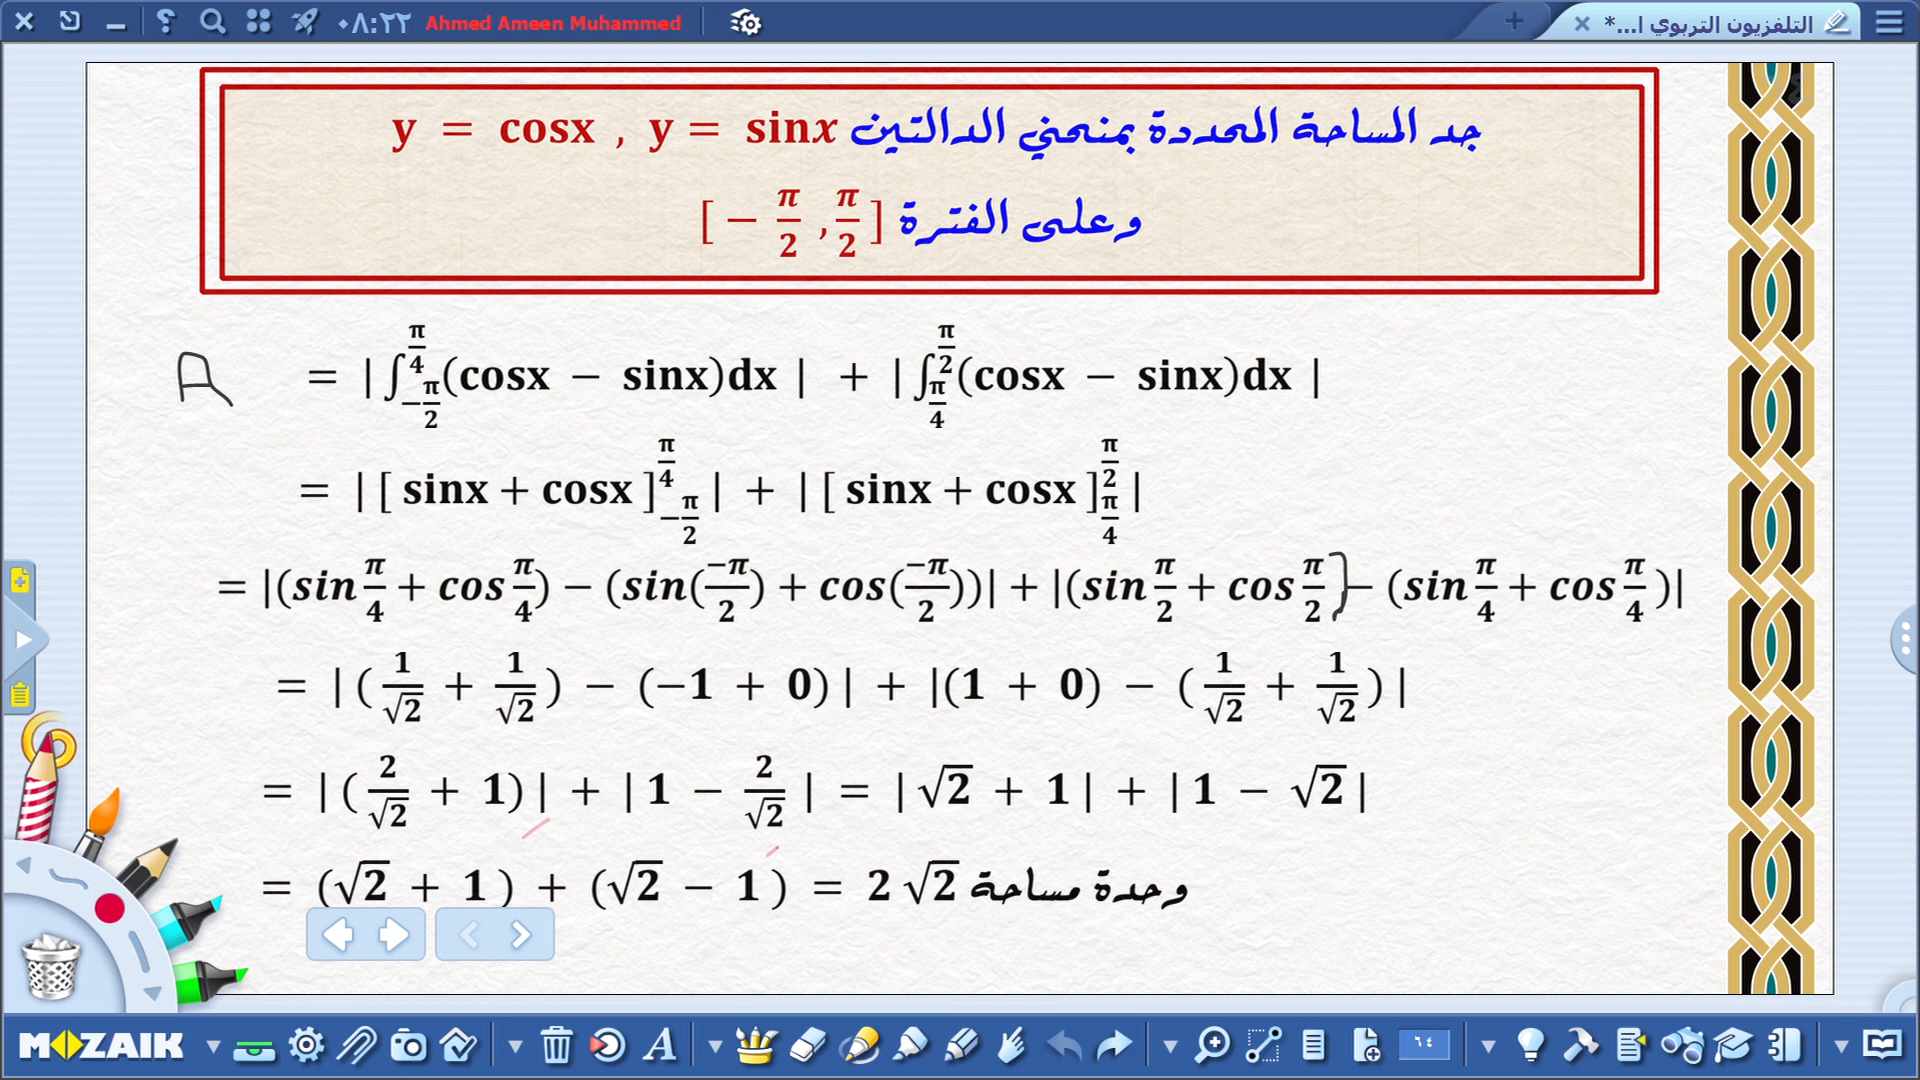 ٠٨:٢٢ Ahmed Ameen Muhammed التلفزيون التربوي ا...*
جد المساحة المحددة بمنحني الدالتين y = cosx , y = sinx
وعلى الفترة [ − π/2 , π/2 ]
A = | ∫_{−π/2}^{π/4} (cosx − sinx)dx | + | ∫_{π/4}^{π/2} (cosx − sinx)dx |
= | [ sinx + cosx ]_{−π/2}^{π/4} | + | [ sinx + cosx ]_{π/4}^{π/2} |
= |(sin π/4 + cos π/4) − (sin(−π/2) + cos(−π/2))| + |(sin π/2 + cos π/2) − (sin π/4 + cos π/4)|
= | (1/√2 + 1/√2) − (−1 + 0) | + |(1 + 0) − (1/√2 + 1/√2) |
= | (2/√2 + 1) | + | 1 − 2/√2 | = | √2 + 1 | + | 1 − √2 |
= (√2 + 1 ) + (√2 − 1 ) = 2 √2 وحدة مساحة
MOZAIK A ٦٤